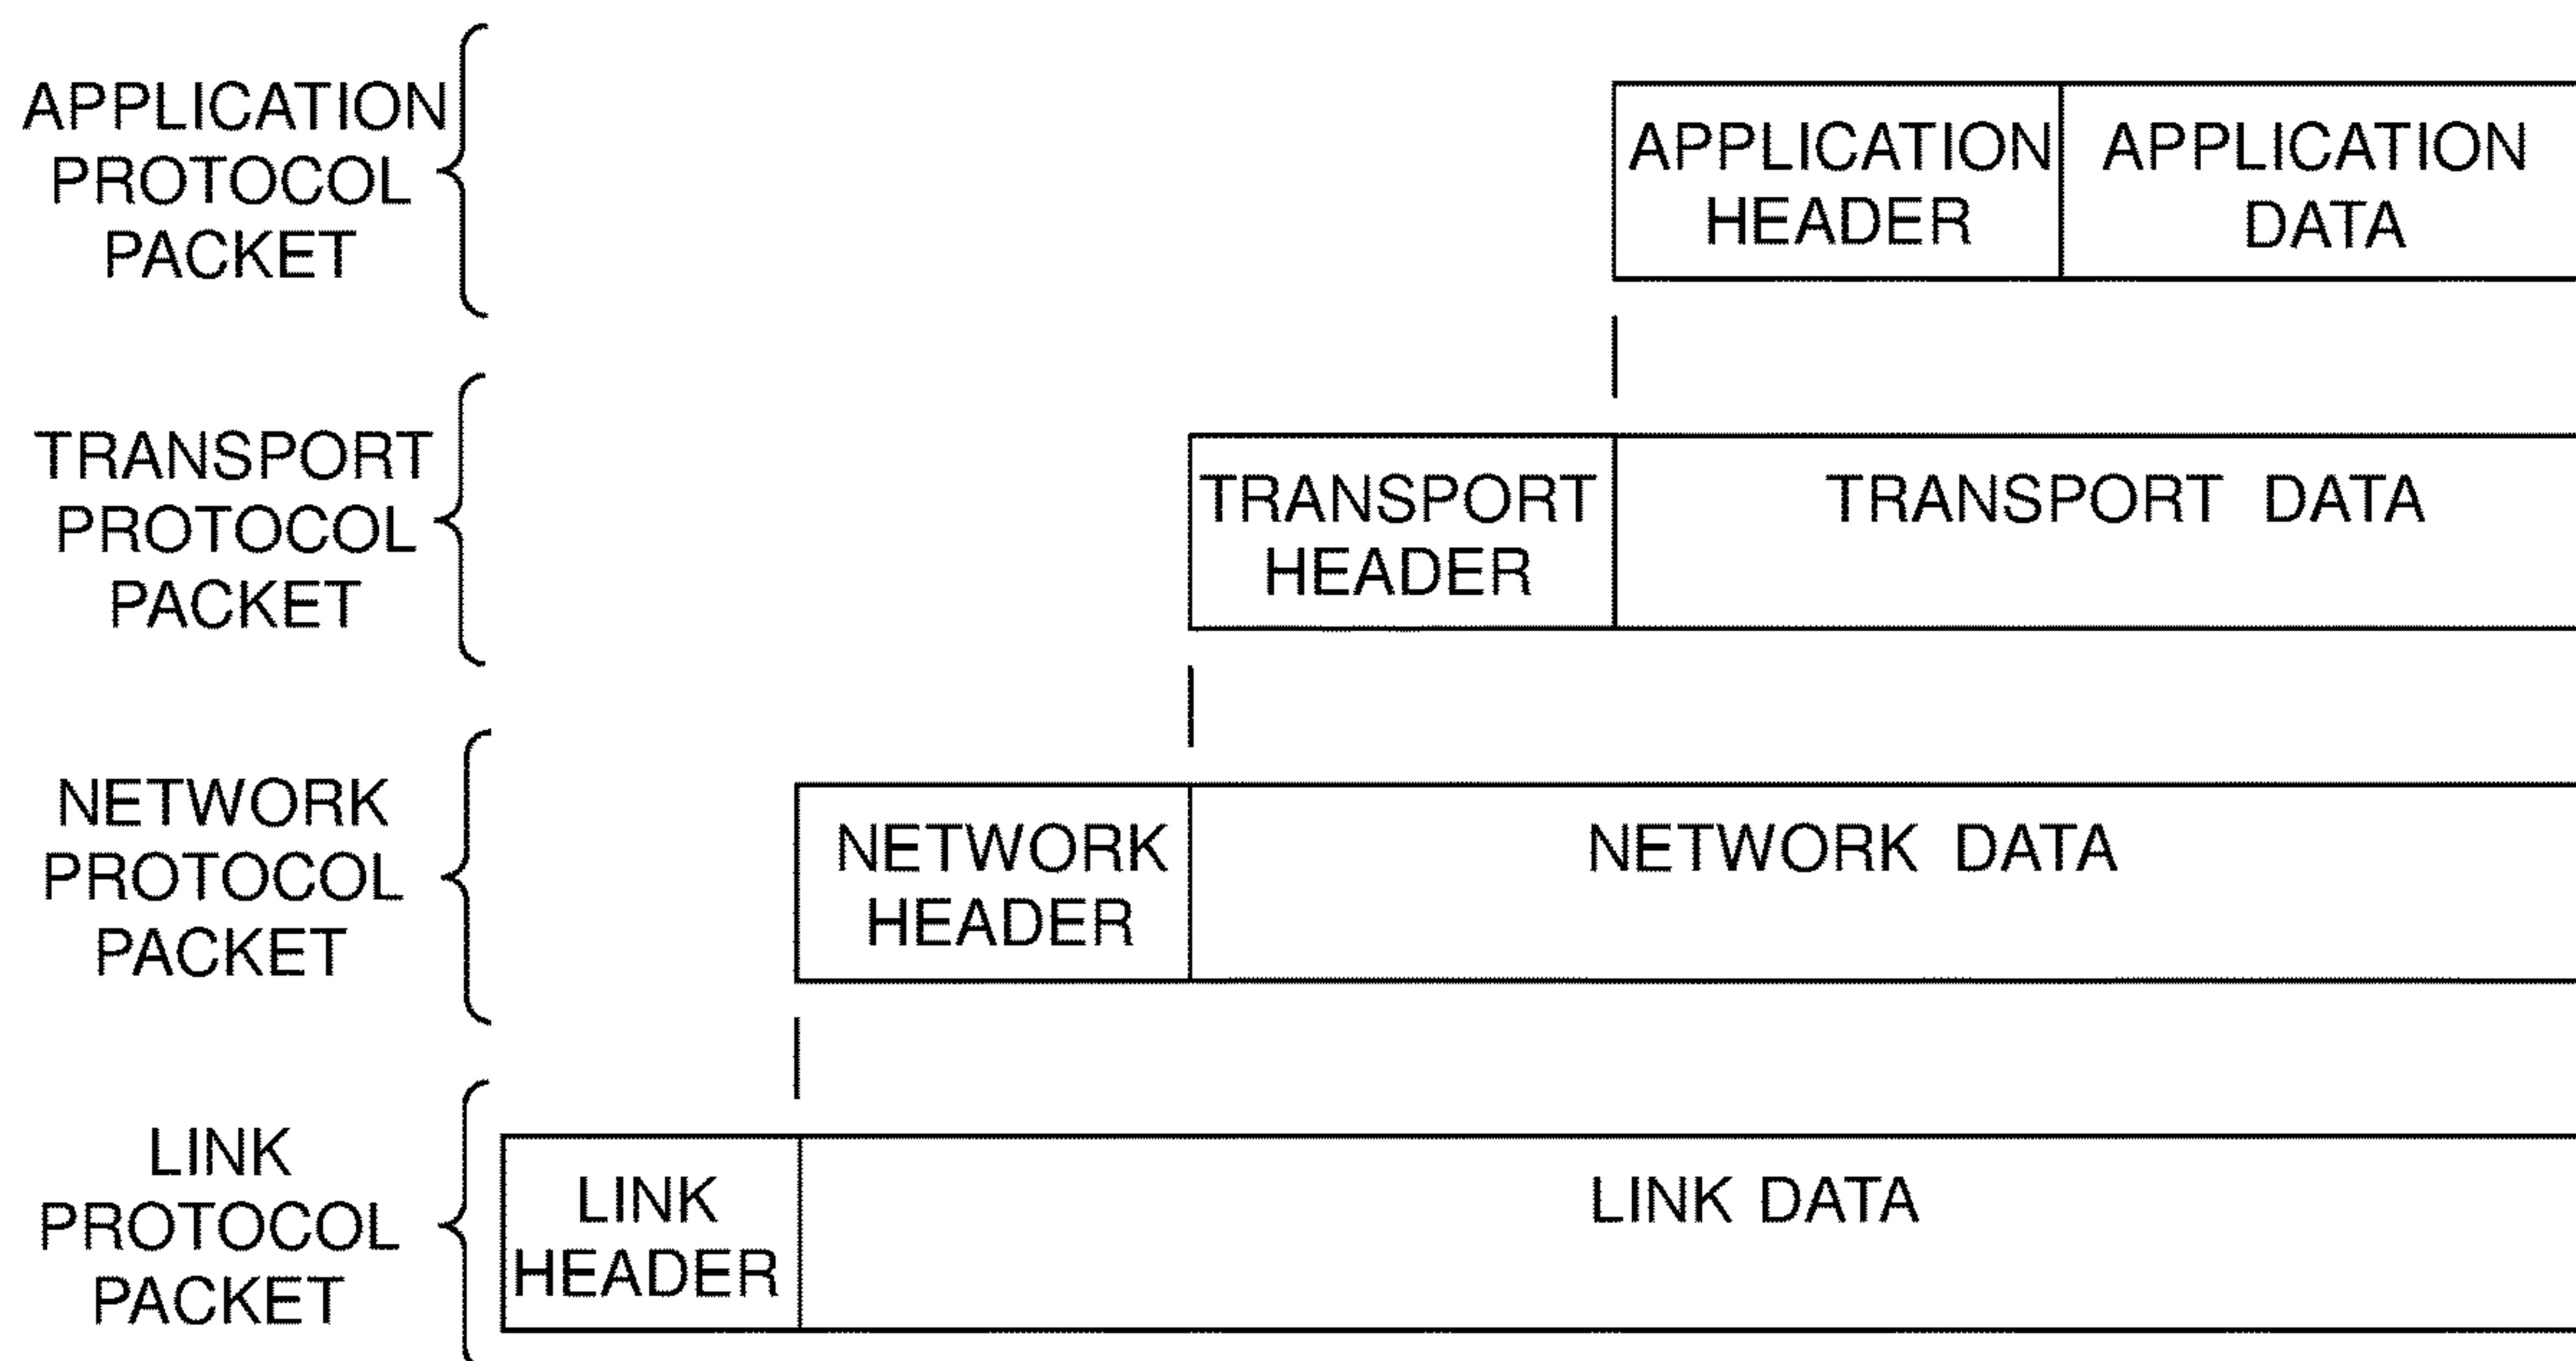 APPLICATION
PROTOCOL
PACKET
APPLICATION
HEADER
APPLICATION
DATA
TRANSPORT
PROTOCOL
PACKET
TRANSPORT
HEADER
TRANSPORT DATA
NETWORK
PROTOCOL
PACKET
NETWORK
HEADER
NETWORK DATA
LINK
PROTOCOL
PACKET
LINK
HEADER
LINK DATA